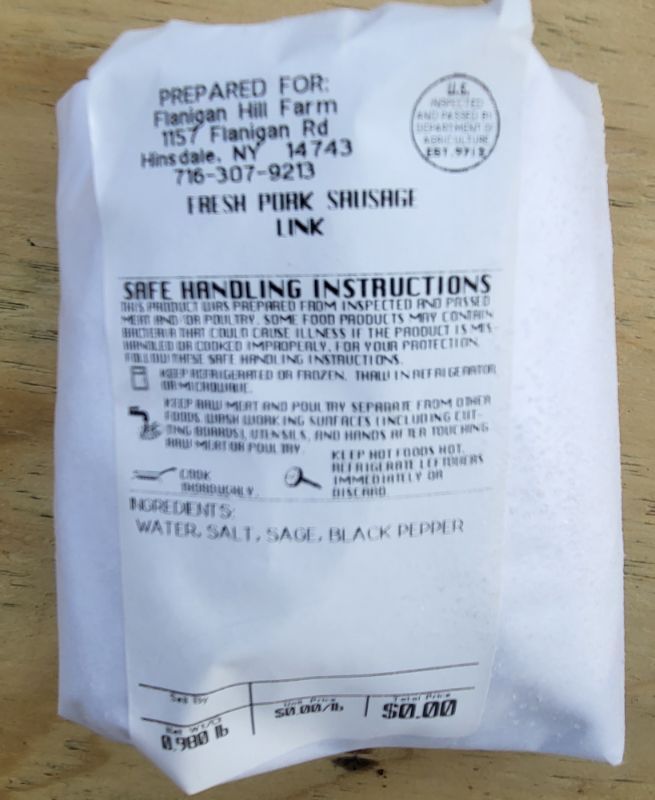 PREPARED FOR:
Flanigan Hill Farm
1157 Flanigan Rd
Hinsdale, NY 14743
716-307-9213
U.S.
INSPECTED
AND PASSED BY
DEPARTMENT OF
AGRICULTURE
FRESH PORK SAUSAGE
LINK
SAFE HANDLING INSTRUCTIONS
THIS PRODUCT WAS PREPARED FROM INSPECTED AND PASSED
MEAT AND/OR POULTRY. SOME FOOD PRODUCTS MAY CONTAIN
BACTERIA THAT COULD CAUSE ILLNESS IF THE PRODUCT IS MIS-
HANDLED OR COOKED IMPROPERLY. FOR YOUR PROTECTION,
FOLLOW THESE SAFE HANDLING INSTRUCTIONS.
KEEP REFRIGERATED OR FROZEN. THAW IN REFRIGERATOR
OR MICROWAVE.
KEEP RAW MEAT AND POULTRY SEPARATE FROM OTHER
FOODS. WASH WORKING SURFACES (INCLUDING CUT-
TING BOARDS), UTENSILS, AND HANDS AFTER TOUCHING
RAW MEAT OR POULTRY.
COOK
THOROUGHLY.
KEEP HOT FOODS HOT.
REFRIGERATE LEFTOVERS
IMMEDIATELY OR
DISCARD.
INGREDIENTS:
WATER, SALT, SAGE, BLACK PEPPER
Sell By
Net Wt/Ct
0.980 lb
Unit Price
$0.00/lb
Total Price
$0.00